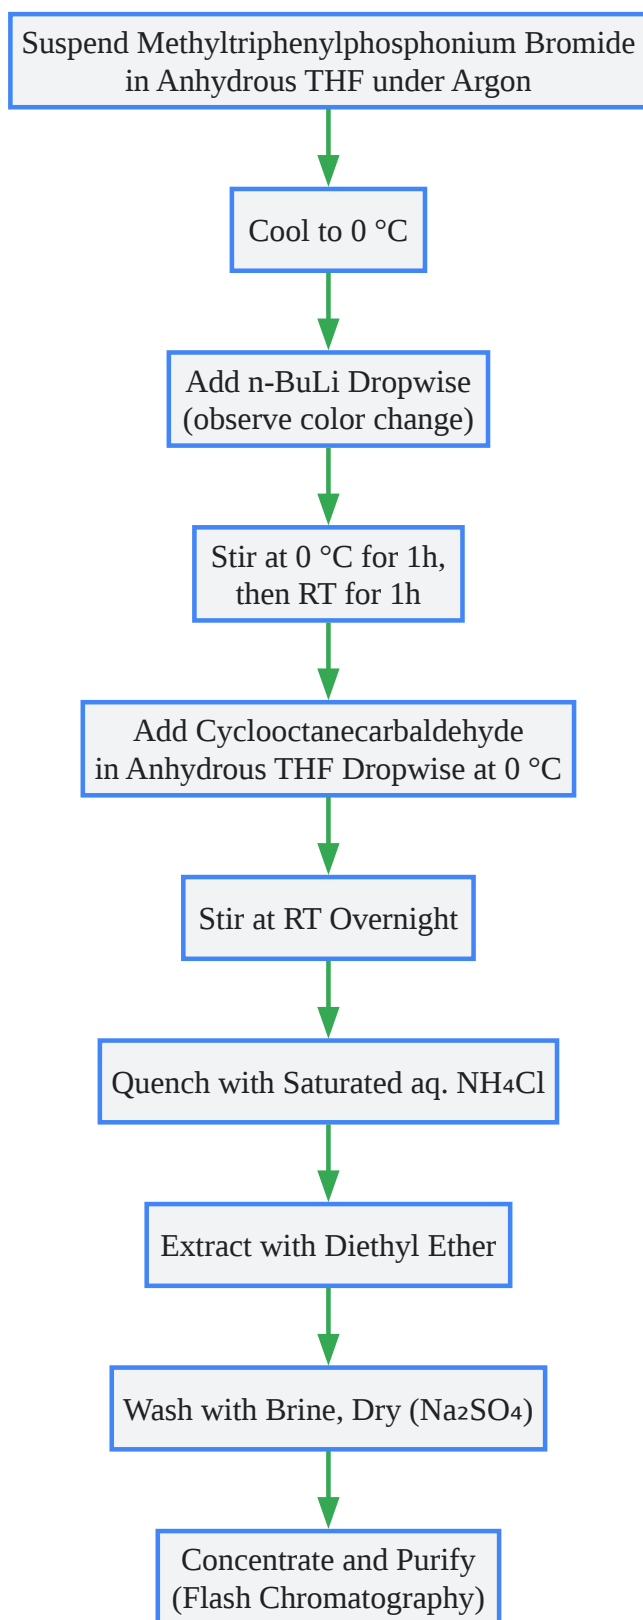 Suspend Methyltriphenylphosphonium Bromide
in Anhydrous THF under Argon
Cool to 0 °C
Add n-BuLi Dropwise
(observe color change)
Stir at 0 °C for 1h,
then RT for 1h
Add Cyclooctanecarbaldehyde
in Anhydrous THF Dropwise at 0 °C
Stir at RT Overnight
Quench with Saturated aq. NH₄Cl
Extract with Diethyl Ether
Wash with Brine, Dry (Na₂SO₄)
Concentrate and Purify
(Flash Chromatography)